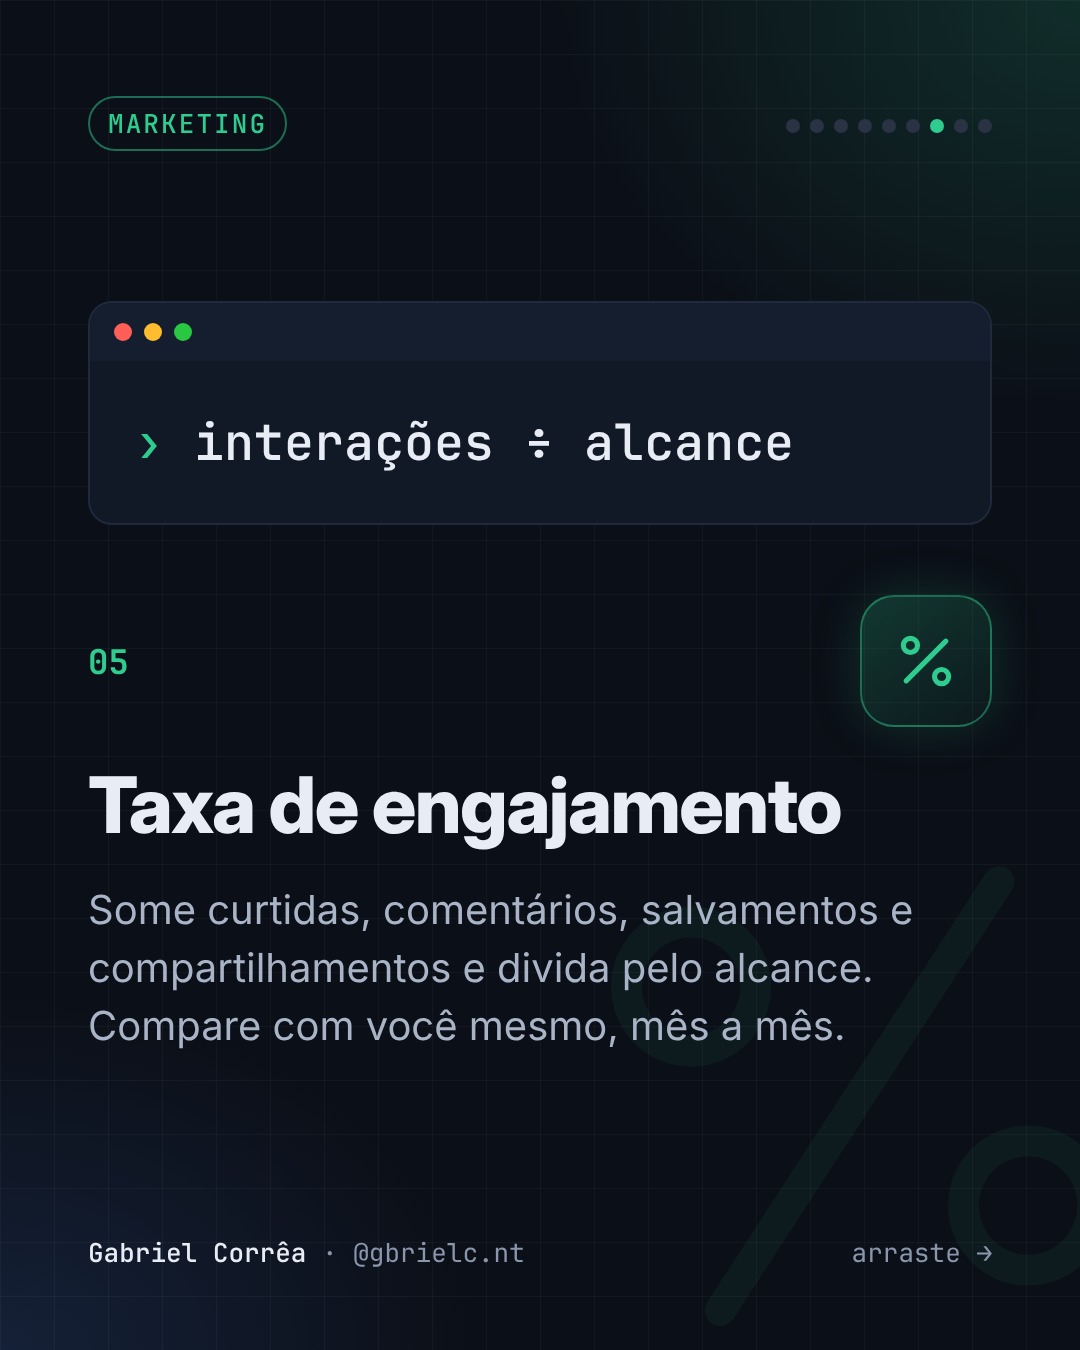 MARKETING
› interações ÷ alcance
05
%
Taxa de engajamento
Some curtidas, comentários, salvamentos e
compartilhamentos e divida pelo alcance.
Compare com você mesmo, mês a mês.
Gabriel Corrêa · @gbrielc.nt
arraste →